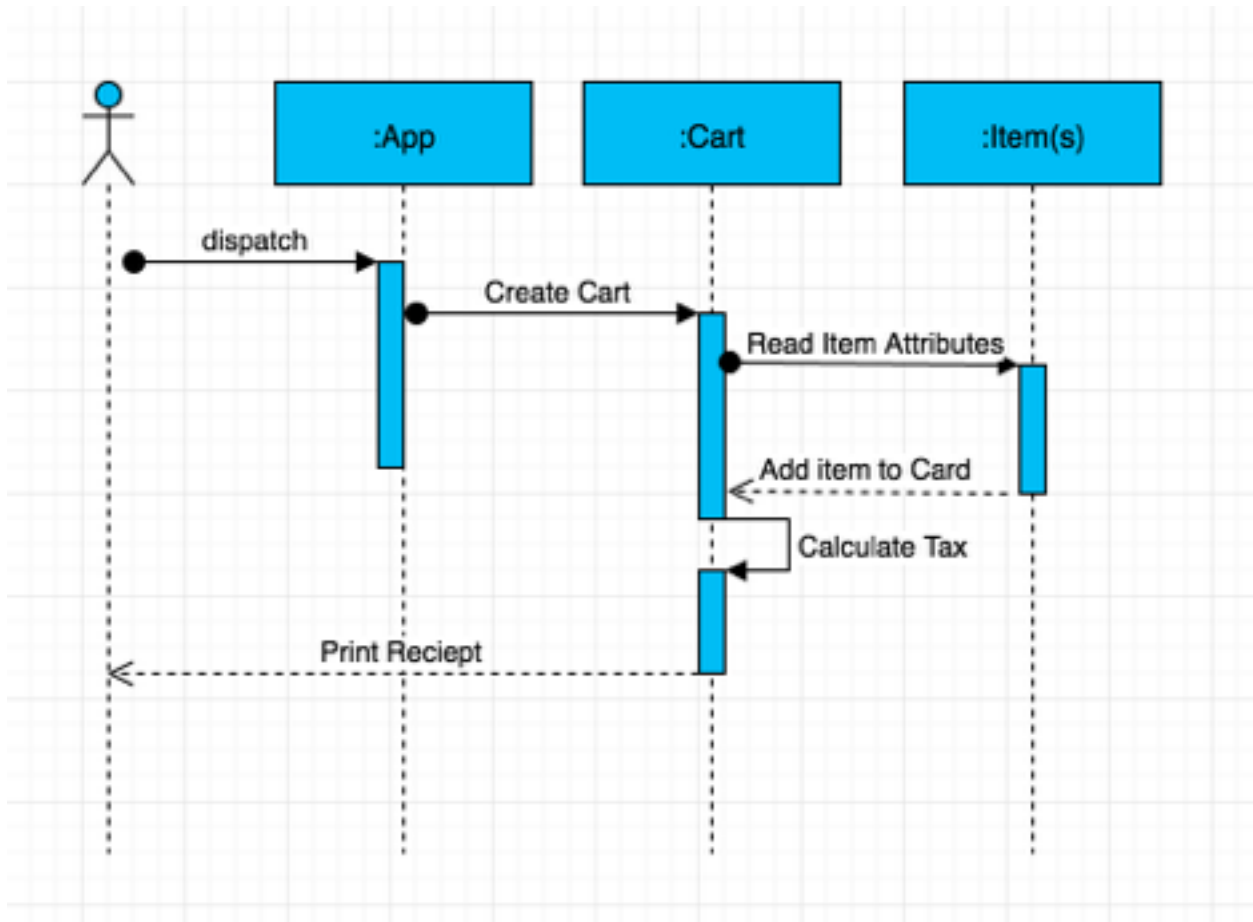 :App
:Cart
:Item(s)
dispatch
Create Cart
Read Item Attributes
Add item to Card
Calculate Tax
Print Reciept